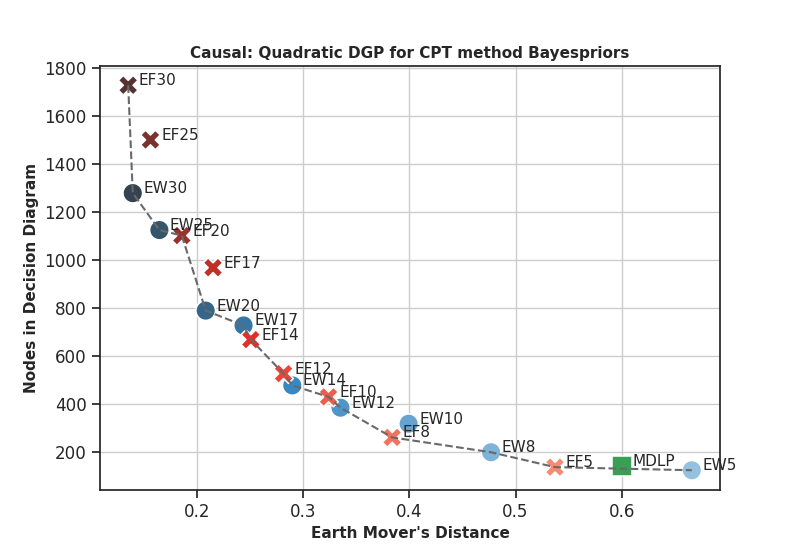 Causal: Quadratic DGP for CPT method Bayespriors
Nodes in Decision Diagram
1800
1600
1400
1200
1000
800
600
400
200
EF30
EF25
EW30
EW25
EF20
EF17
EW20
EW17
EF14
EF12
EW14
EF10
EW12
EW10
EF8
EW8
EF5
MDLP
EW5
0.2
0.3
0.4
0.5
0.6
Earth Mover's Distance